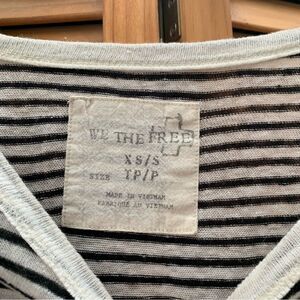 WE THE FREE
XS/S
SIZE TP/P
MADE IN VIETNAM
FABRIQUÉ AU VIETNAM